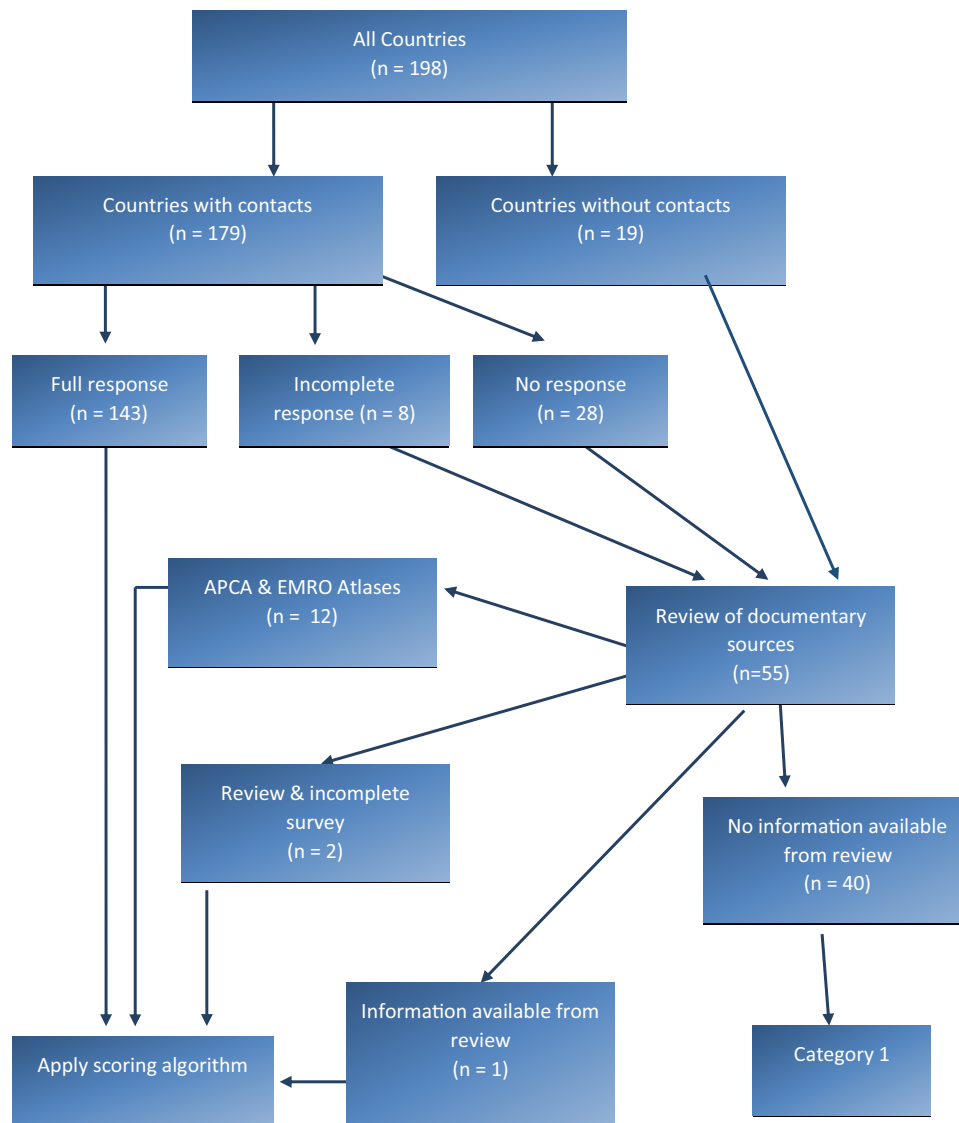 All Countries
(n = 198)
Countries with contacts
(n = 179)
Countries without contacts
(n = 19)
Full response
(n = 143)
Incomplete
response (n = 8)
No response
(n = 28)
APCA & EMRO Atlases
(n =  12)
Review of documentary
sources
(n=55)
Review & incomplete
survey
(n = 2)
No information available
from review
(n = 40)
Information available from
review
(n = 1)
Apply scoring algorithm
Category 1